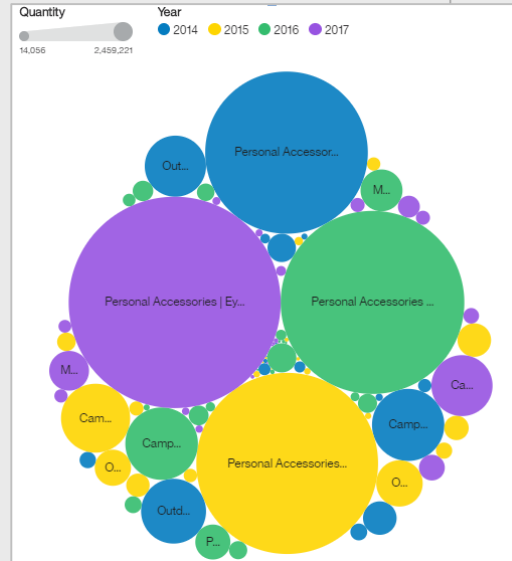 Quantity
14,056 2,459,221
Year
2014 2015 2016 2017
Personal Accessor...
Out...
M...
Personal Accessories | Ey...
Personal Accessories ...
M...
Ca...
Cam...
Camp...
Camp...
Personal Accessories...
O...
O...
Outd...
P...